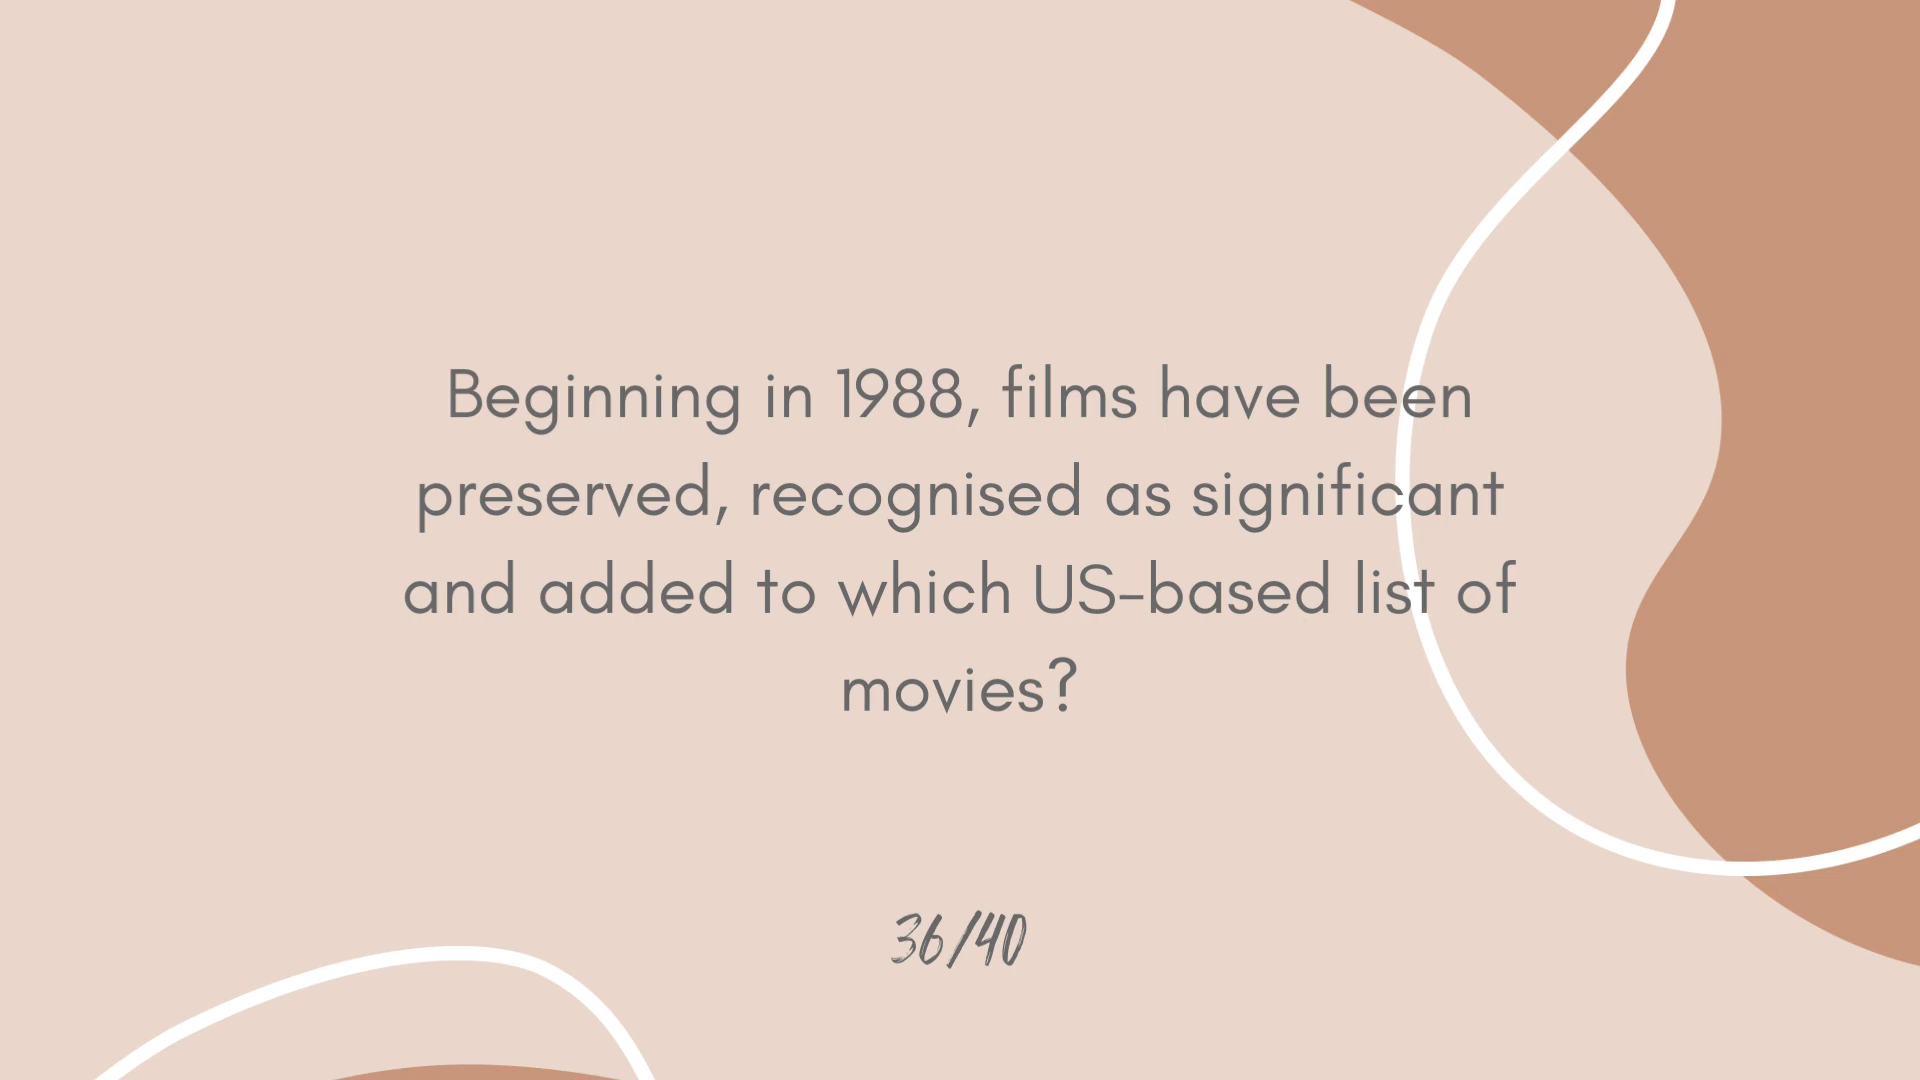 Beginning in 1988, films have been
preserved, recognised as significant
and added to which US-based list of
movies?
36/40